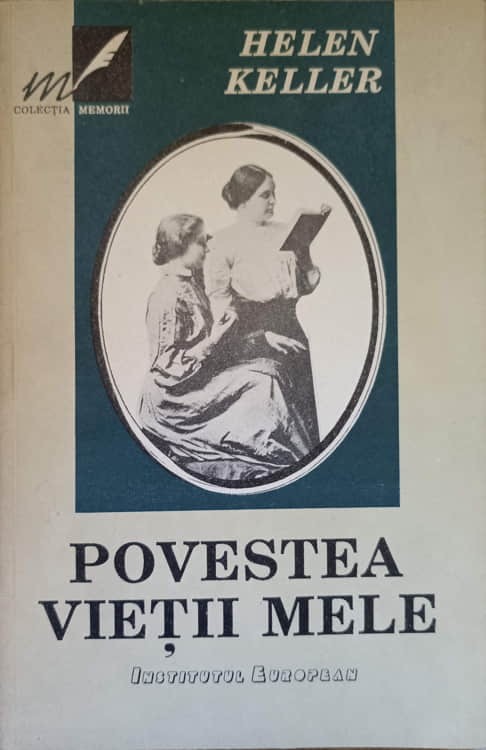 HELEN
KELLER
m
COLECȚIA MEMORII
POVESTEA
VIEȚII MELE
INSTITUTUL EUROPEAN